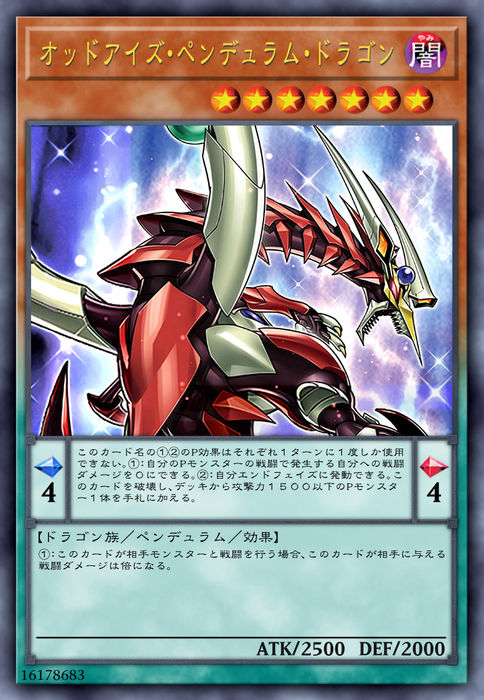 オッドアイズ・ペンデュラム・ドラゴン
やみ
闇
このカード名の①②のP効果はそれぞれ1ターンに1度しか使用
できない。①:自分のPモンスターの戦闘で発生する自分への戦闘
ダメージを0にできる。②:自分エンドフェイズに発動できる。こ
のカードを破壊し、デッキから攻撃力1500以下のPモンス
ター1体を手札に加える。
4
4
【ドラゴン族/ペンデュラム/効果】
①:このカードが相手モンスターと戦闘を行う場合、このカードが相手に与える
戦闘ダメージは倍になる。
ATK/2500 DEF/2000
16178683